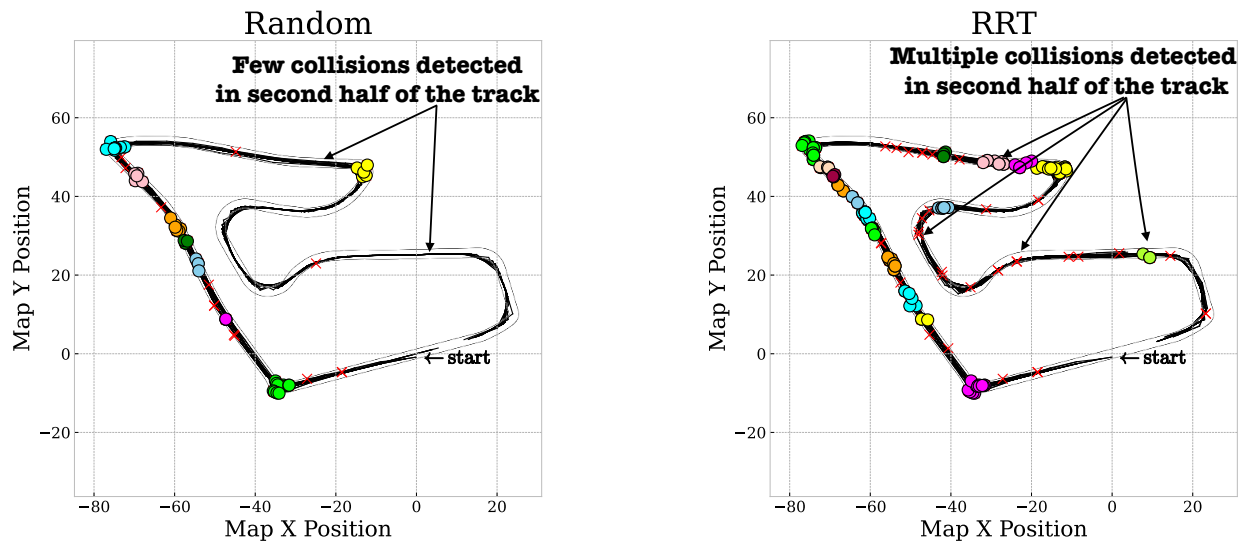 Random
Few collisions detected
in second half of the track
60
40
20
0
−20
−80
−60
−40
−20
0
20
← start
Map X Position
Map Y Position
RRT
Multiple collisions detected
in second half of the track
60
40
20
0
−20
−80
−60
−40
−20
0
20
← start
Map X Position
Map Y Position